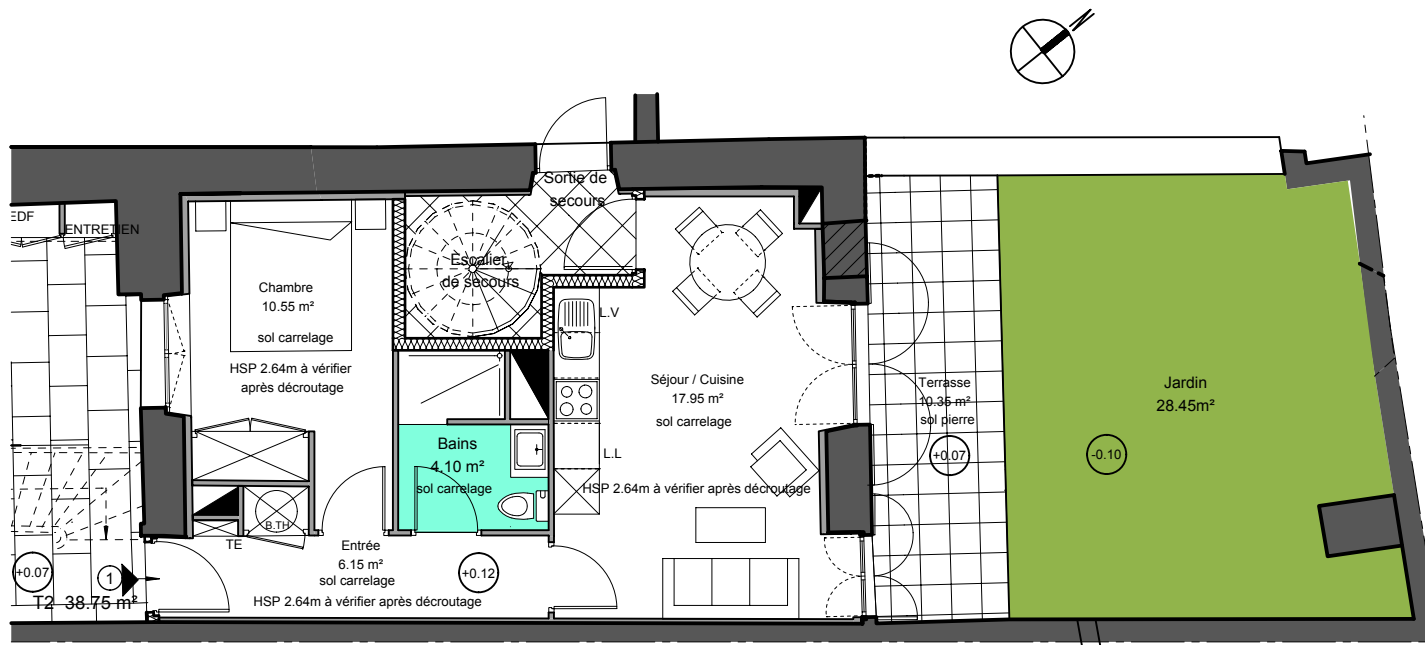 N
Sortie de
secours
EDF
ENTRETIEN
Escalier
de secours
Chambre
10.55 m²
sol carrelage
HSP 2.64m à vérifier
après décroutage
L.V
Séjour / Cuisine
17.95 m²
sol carrelage
Terrasse
10.35 m²
sol pierre
+0.07
Jardin
28.45m²
-0.10
Bains
4.10 m²
sol carrelage
L.L
HSP 2.64m à vérifier après décroutage
B.TH
TE
Entrée
6.15 m²
sol carrelage
HSP 2.64m à vérifier après décroutage
+0.12
+0.07
1
T2 38.75 m²